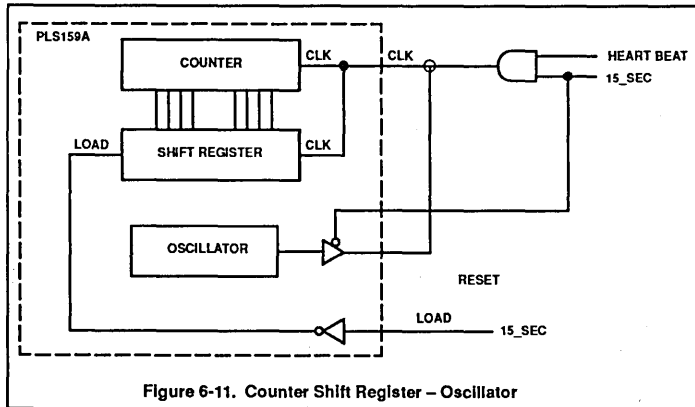 PLS159A
COUNTER
CLK
CLK
HEART BEAT
15_SEC
LOAD
SHIFT REGISTER
CLK
OSCILLATOR
RESET
LOAD
15_SEC
Figure 6-11. Counter Shift Register – Oscillator